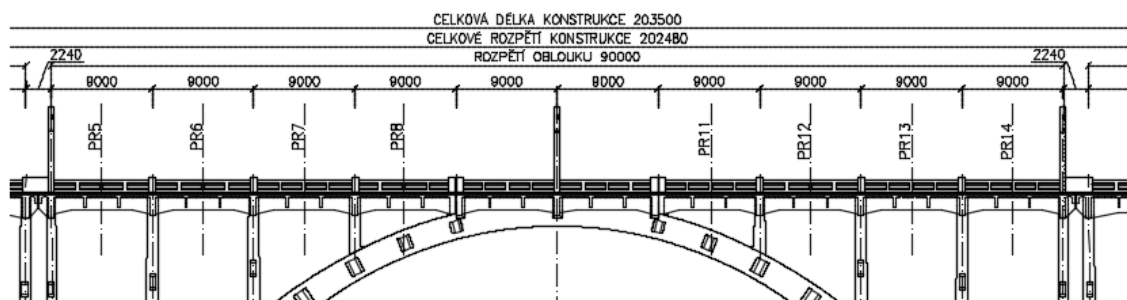 CELKOVÁ DÉLKA KONSTRUKCE 203500
CELKOVÉ ROZPĚTÍ KONSTRUKCE 202480
2240 ROZPĚTÍ OBLOUKU 90000 2240
9000 9000 9000 9000 9000 9000 9000 9000 9000 9000
PR5 PR6 PR7 PR8 PR11 PR12 PR13 PR14